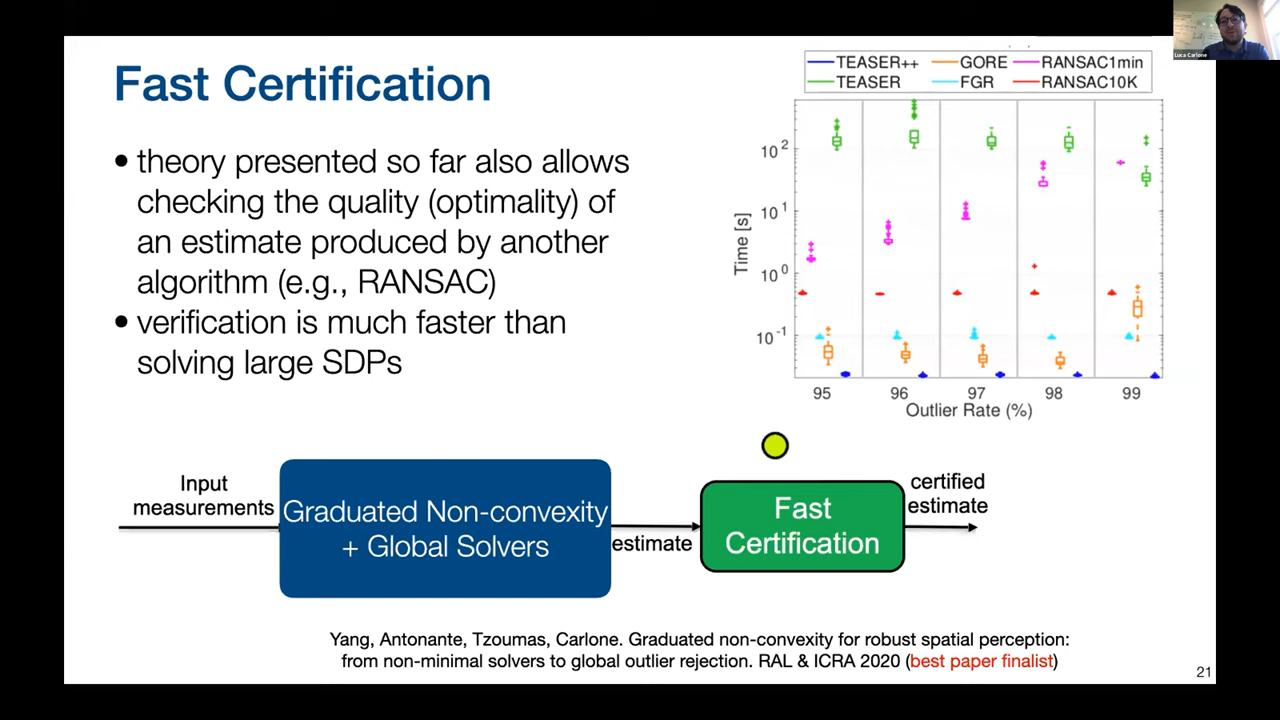 Luca Carlone
Fast Certification
• theory presented so far also allows
checking the quality (optimality) of
an estimate produced by another
algorithm (e.g., RANSAC)
• verification is much faster than
solving large SDPs
TEASER++ GORE RANSAC1min
TEASER FGR RANSAC10K
Time [s]
10^2
10^1
10^0
10^-1
95 96 97 98 99
Outlier Rate (%)
Input
measurements
Graduated Non-convexity
+ Global Solvers
estimate
Fast
Certification
certified
estimate
Yang, Antonante, Tzoumas, Carlone. Graduated non-convexity for robust spatial perception:
from non-minimal solvers to global outlier rejection. RAL & ICRA 2020 (best paper finalist)
21